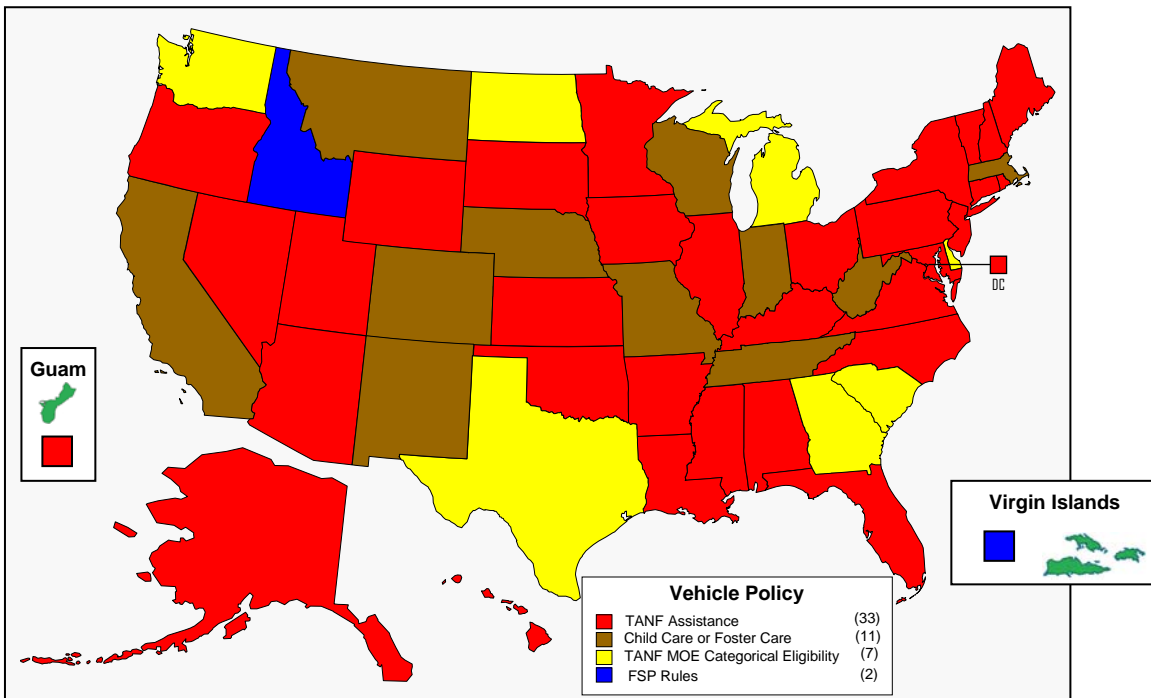 Guam
DC
Virgin Islands
Vehicle Policy
TANF Assistance (33)
Child Care or Foster Care (11)
TANF MOE Categorical Eligibility (7)
FSP Rules (2)